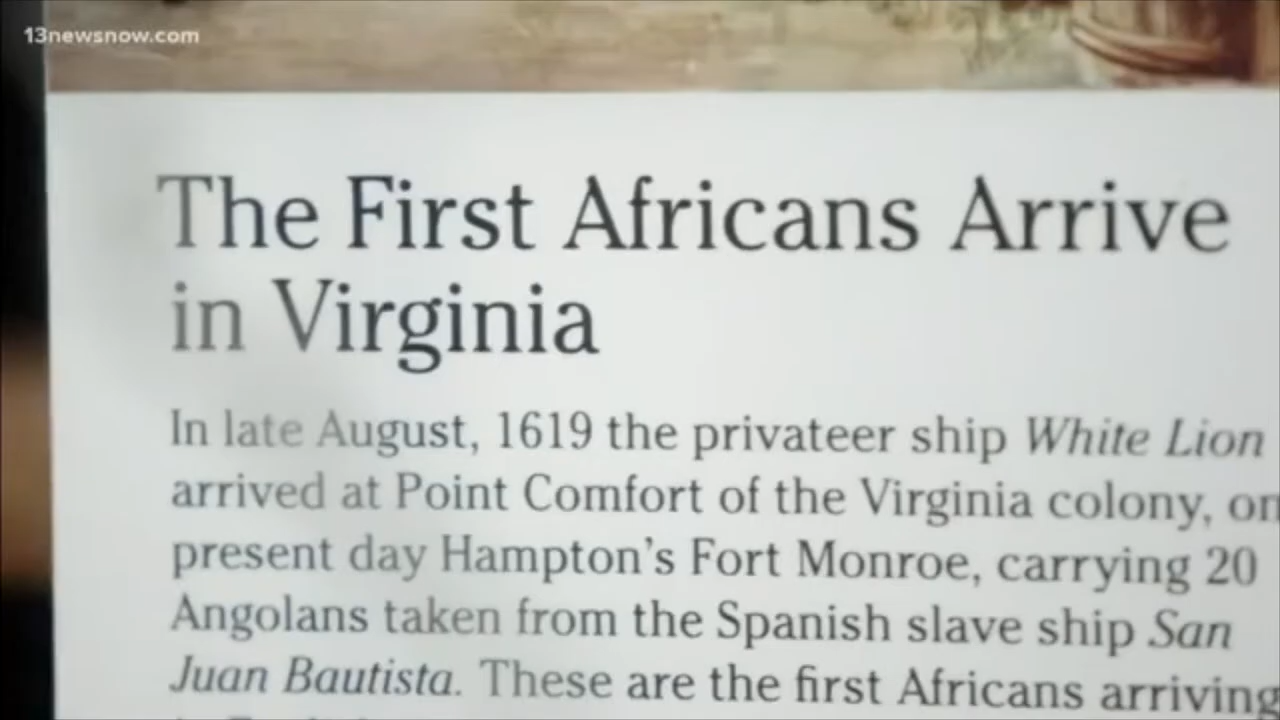 13newsnow.com
The First Africans Arrive
in Virginia
In late August, 1619 the privateer ship White Lion
arrived at Point Comfort of the Virginia colony, on
present day Hampton's Fort Monroe, carrying 20
Angolans taken from the Spanish slave ship San
Juan Bautista. These are the first Africans arriving